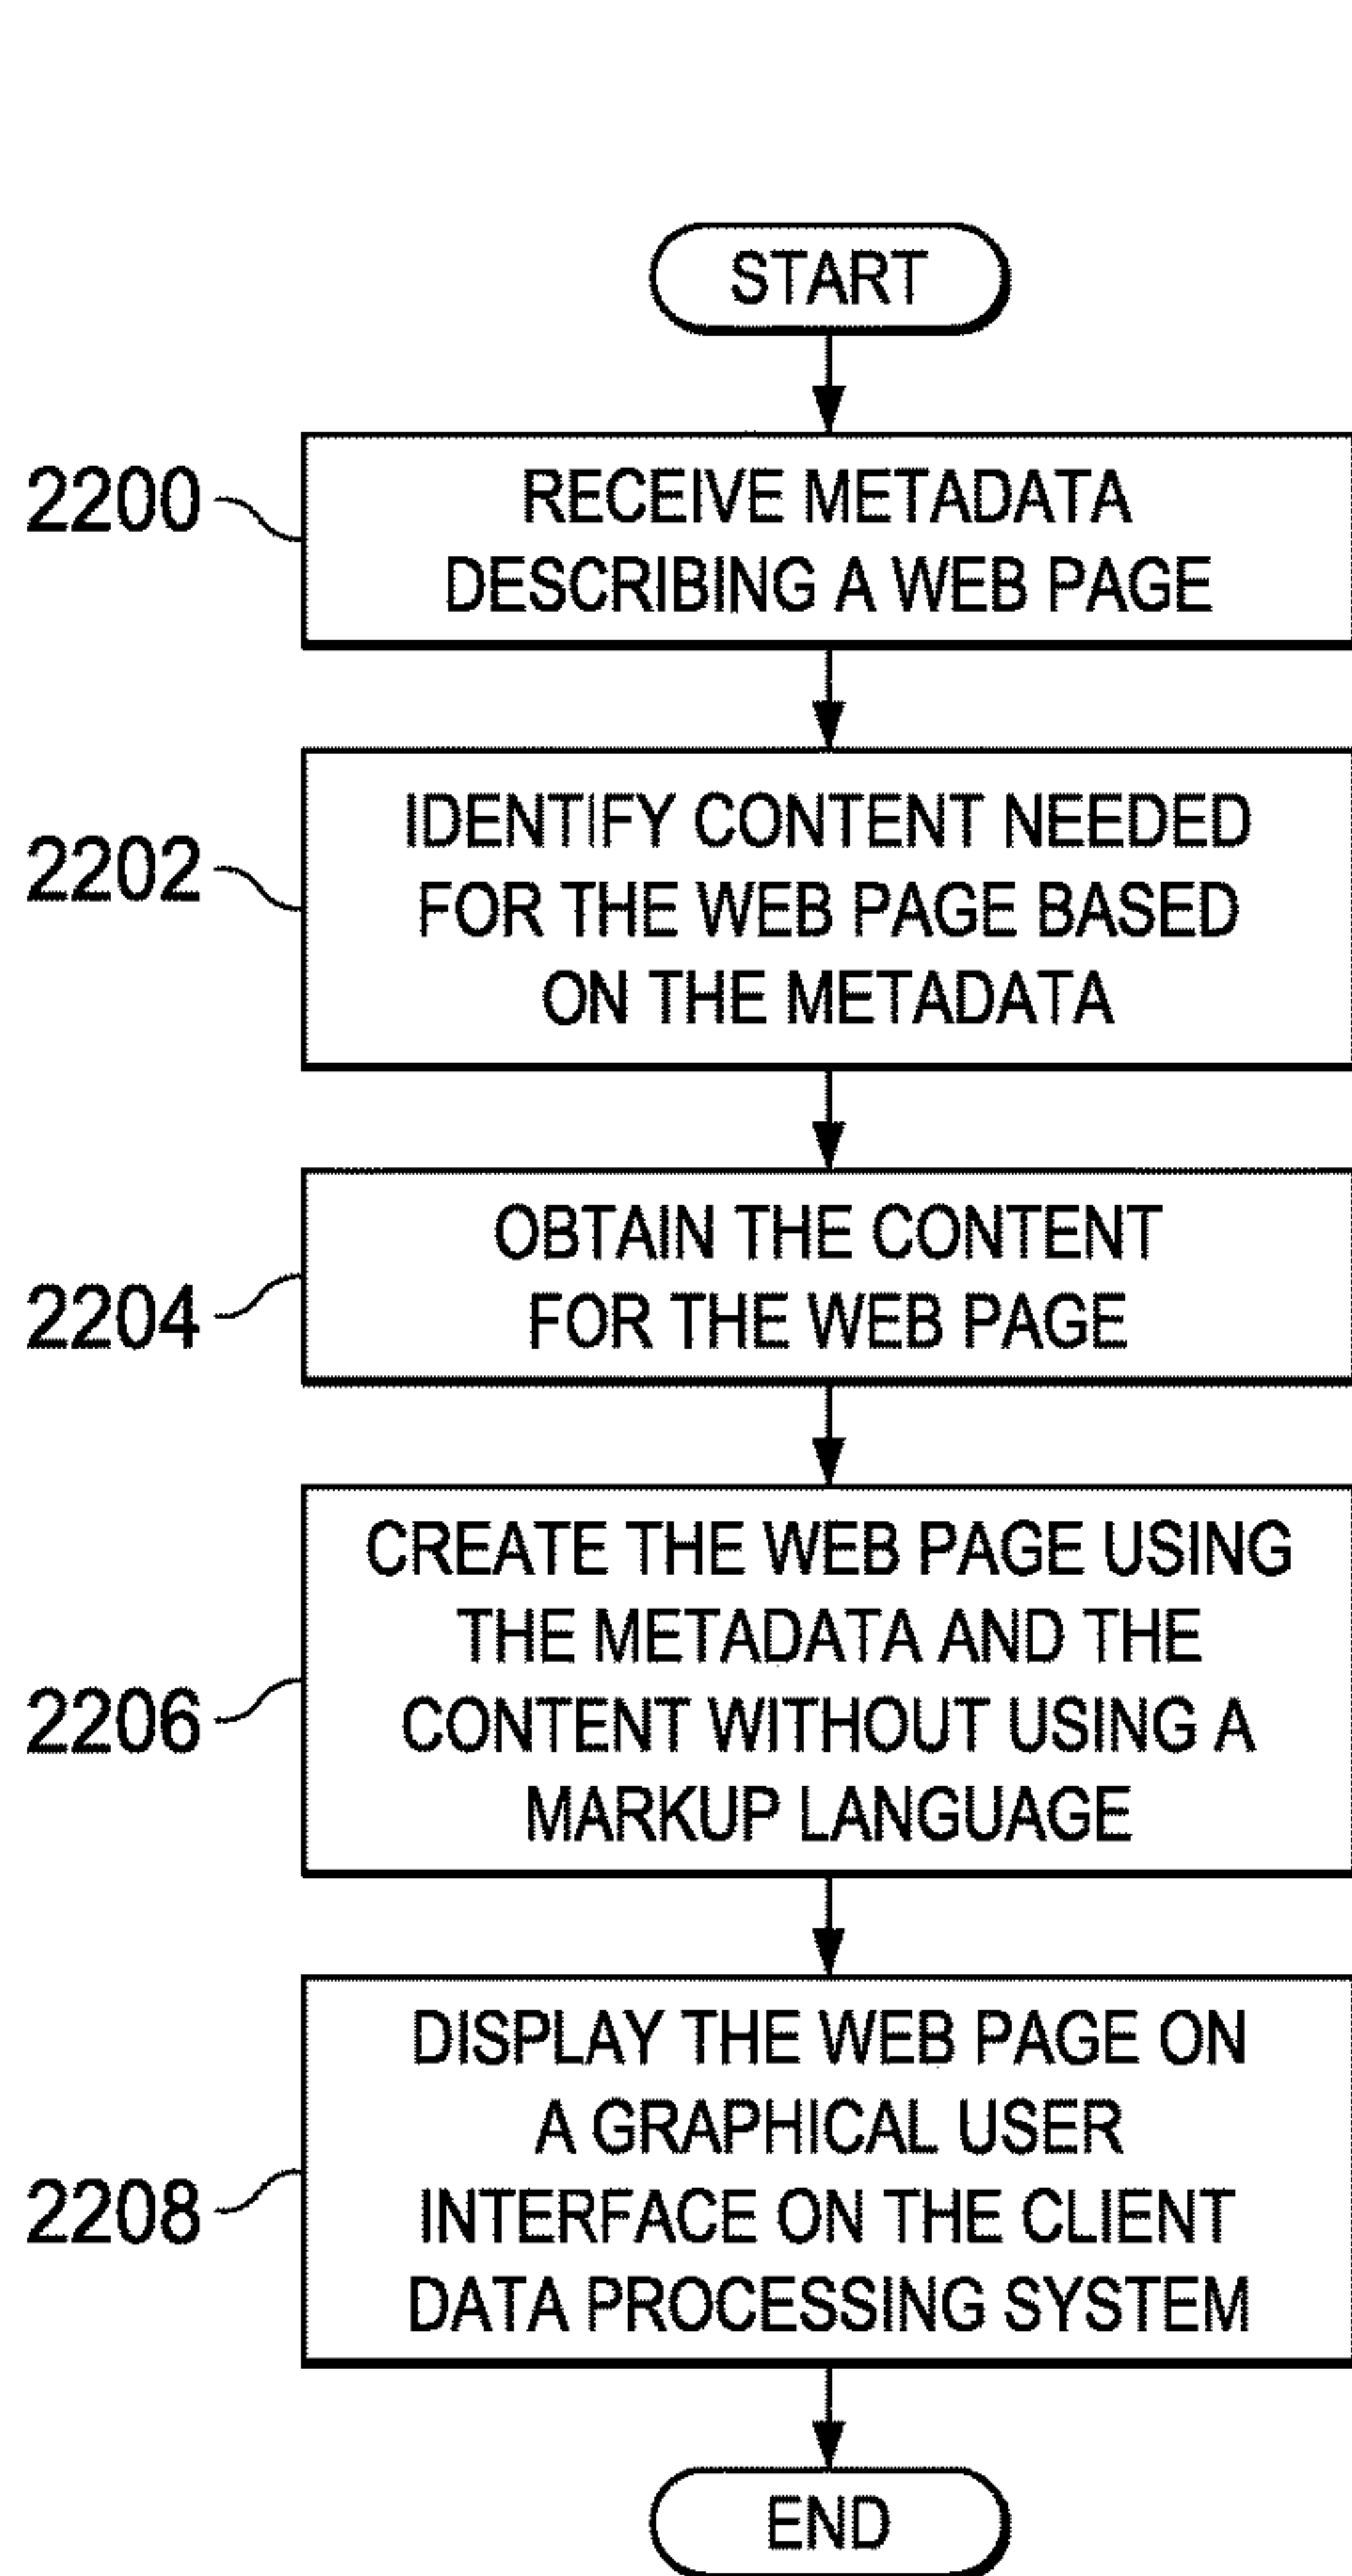 START
2200
RECEIVE METADATA
DESCRIBING A WEB PAGE
2202
IDENTIFY CONTENT NEEDED
FOR THE WEB PAGE BASED
ON THE METADATA
2204
OBTAIN THE CONTENT
FOR THE WEB PAGE
2206
CREATE THE WEB PAGE USING
THE METADATA AND THE
CONTENT WITHOUT USING A
MARKUP LANGUAGE
2208
DISPLAY THE WEB PAGE ON
A GRAPHICAL USER
INTERFACE ON THE CLIENT
DATA PROCESSING SYSTEM
END